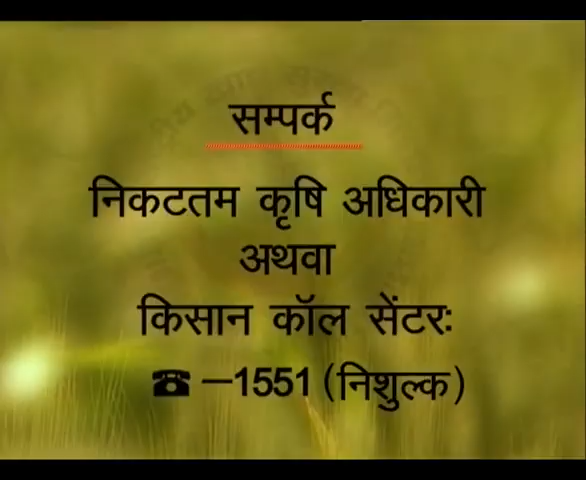 सम्पर्क
निकटतम कृषि अधिकारी
अथवा
किसान कॉल सेंटरः
☎ –1551 (निशुल्क)